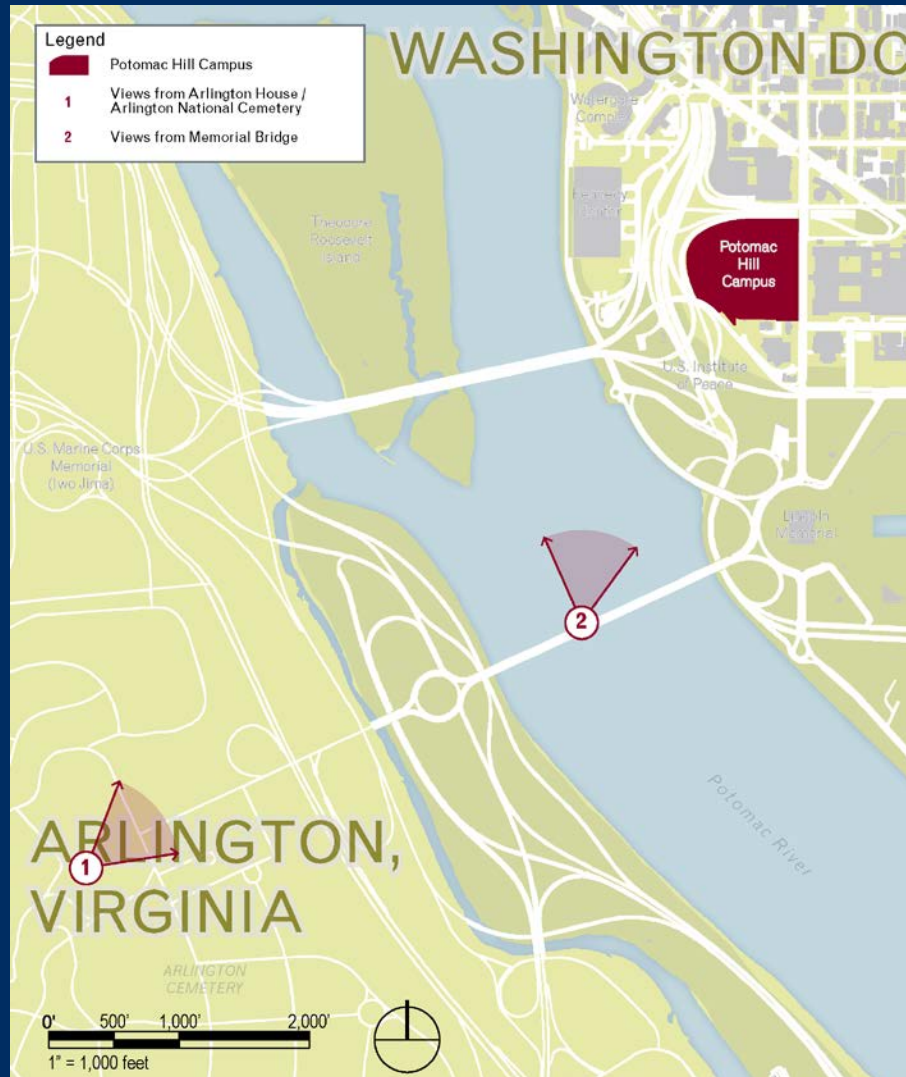 Legend
Potomac Hill Campus
1 Views from Arlington House /
Arlington National Cemetery
2 Views from Memorial Bridge
WASHINGTON DC
Watergate
Complex
Kennedy
Center
Theodore
Roosevelt
Island
Potomac
Hill
Campus
U.S. Institute
of Peace
U.S. Marine Corps
Memorial
(Iwo Jima)
Lincoln
Memorial
2
Potomac River
1
ARLINGTON,
VIRGINIA
ARLINGTON
CEMETERY
0' 500' 1,000' 2,000'
1" = 1,000 feet